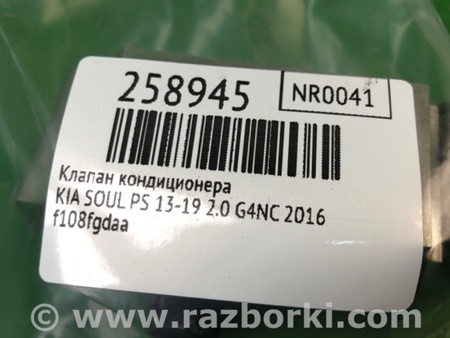 258945
NR0041
Клапан кондиционера
KIA SOUL PS 13-19 2.0 G4NC 2016
f108fgdaa
www.razborki.com